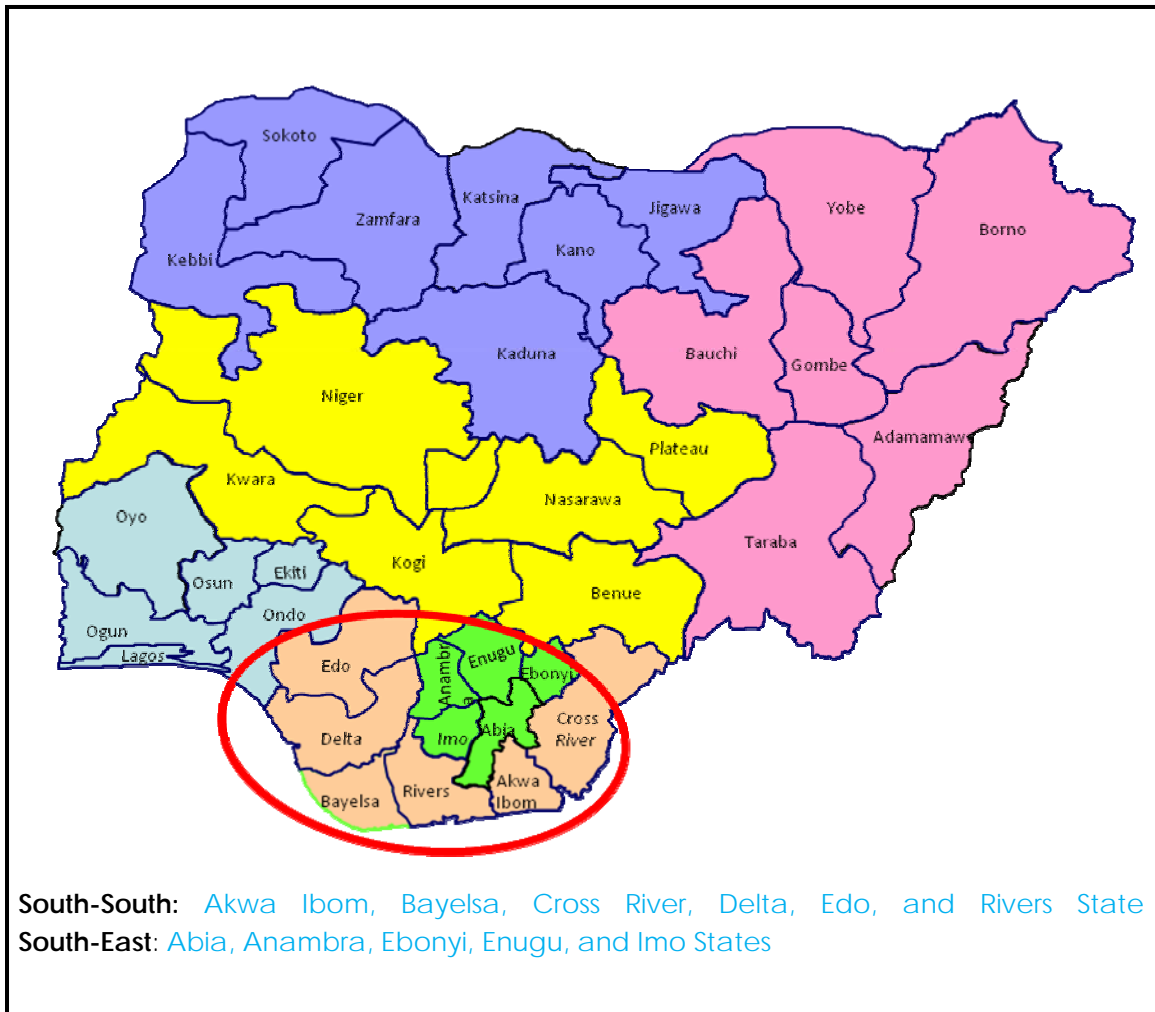 Sokoto
Katsina
Zamfara
Jigawa
Yobe
Borno
Kebbi
Kano
Kaduna
Bauchi
Gombe
Niger
Adamamawa
Plateau
Kwara
Nasarawa
Oyo
Taraba
Kogi
Osun
Ekiti
Benue
Ondo
Ogun
Lagos
Edo
Enugu
Anambra
Ebonyi
Delta
Imo
Abia
Cross
River
Bayelsa
Rivers
Akwa
Ibom
South-South: Akwa Ibom, Bayelsa, Cross River, Delta, Edo, and Rivers State
South-East: Abia, Anambra, Ebonyi, Enugu, and Imo States